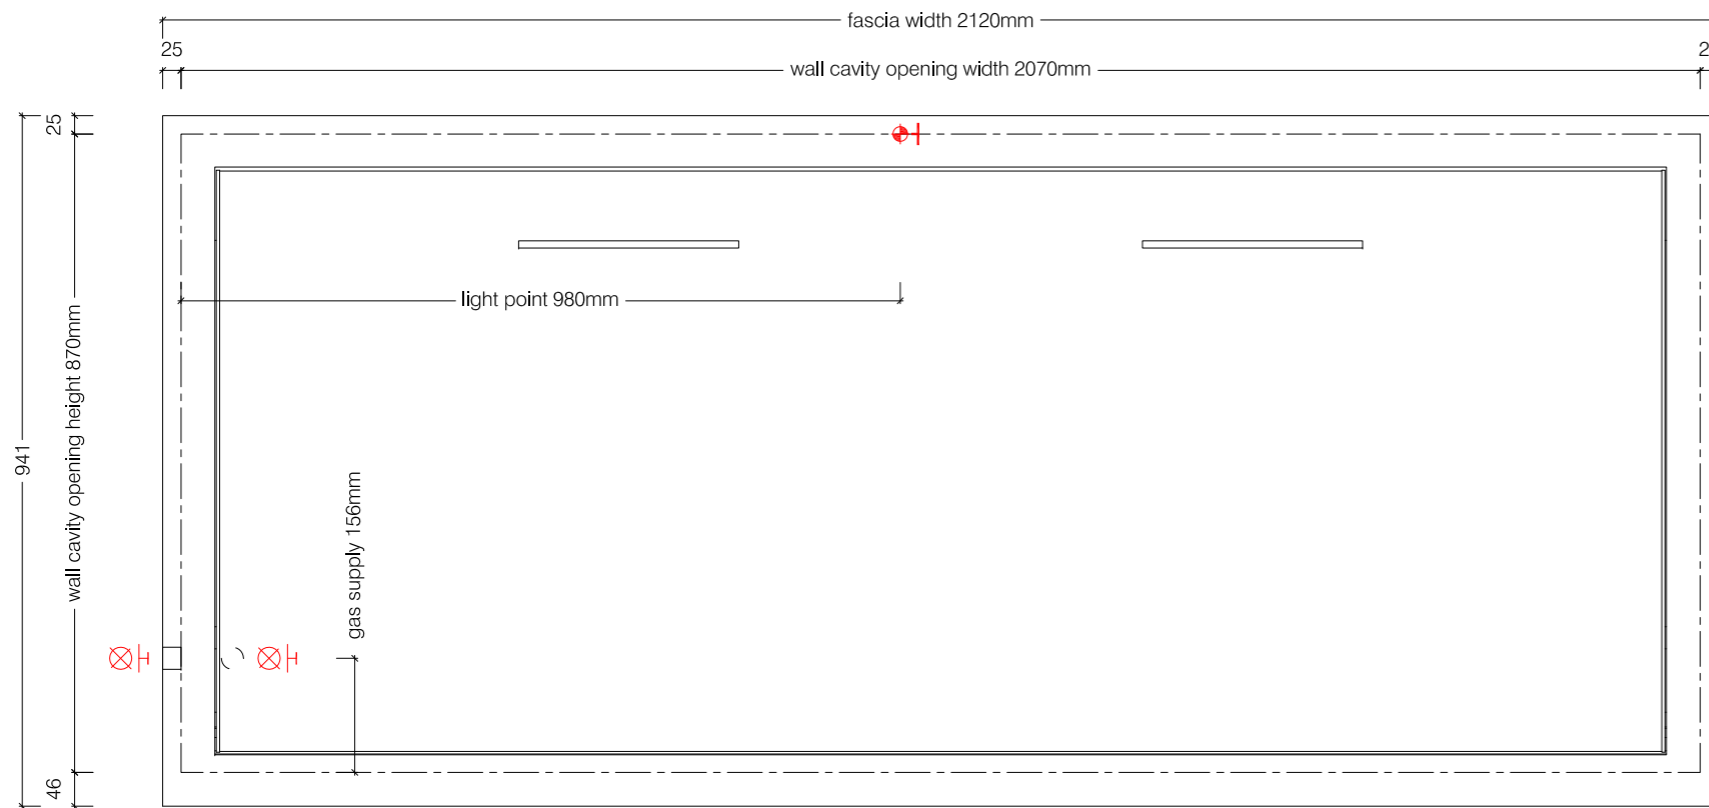 fascia width 2120mm
25
2
wall cavity opening width 2070mm
25
light point 980mm
wall cavity opening height 870mm
941
gas supply 156mm
46